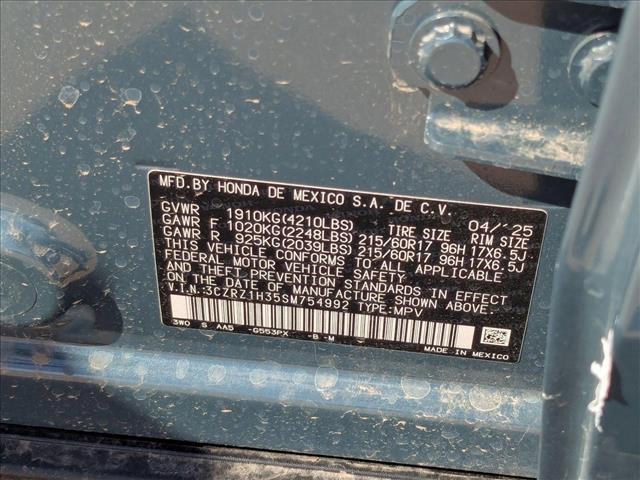 MFD.BY HONDA DE MEXICO S.A. DE C.V. 04/'25
GVWR 1910KG(4210LBS) TIRE SIZE RIM SIZE
GAWR F 1020KG(2248LBS) 215/60R17 96H 17X6.5J
GAWR R 925KG(2039LBS) 215/60R17 96H 17X6.5J
THIS VEHICLE CONFORMS TO ALL APPLICABLE
FEDERAL MOTOR VEHICLE SAFETY STANDARDS IN EFFECT
ON THE DATE OF MANUFACTURE SHOWN ABOVE.
V.I.N:3CZRZ1H35SM754992 TYPE:MPV
3W0 S AA5 G553PX -B-M MADE IN MEXICO